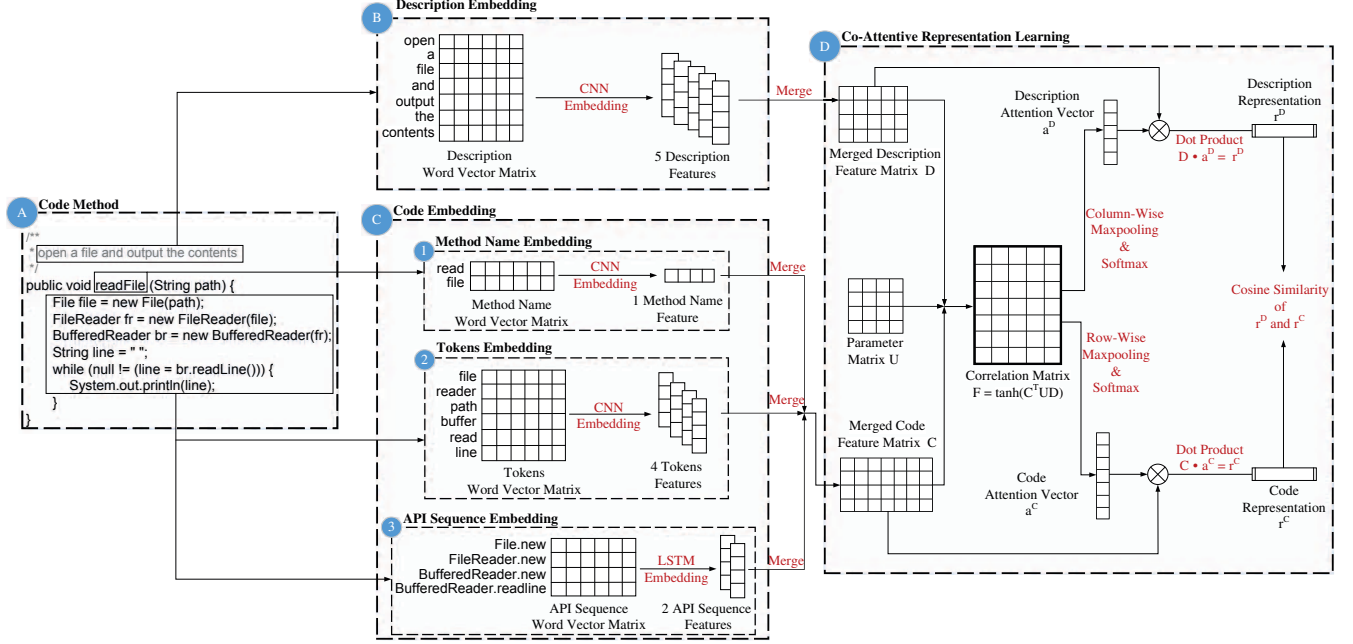 B
Description Embedding
open
a
file
and
output
the
contents
CNN
Embedding
Description
Word Vector Matrix
5 Description
Features
Merge
A
Code Method
/**
* open a file and output the contents
*/
public void readFile (String path) {
File file = new File(path);
FileReader fr = new FileReader(file);
BufferedReader br = new BufferedReader(fr);
String line = " ";
while (null != (line = br.readLine())) {
System.out.println(line);
}
}
C
Code Embedding
1
Method Name Embedding
read
file
CNN
Embedding
Method Name
Word Vector Matrix
1 Method Name
Feature
Merge
2
Tokens Embedding
file
reader
path
buffer
read
line
CNN
Embedding
Tokens
Word Vector Matrix
4 Tokens
Features
Merge
3
API Sequence Embedding
File.new
FileReader.new
BufferedReader.new
BufferedReader.readline
LSTM
Embedding
API Sequence
Word Vector Matrix
2 API Sequence
Features
Merge
D
Co-Attentive Representation Learning
Merged Description
Feature Matrix D
Parameter
Matrix U
Merged Code
Feature Matrix C
Correlation Matrix
F = tanh(CᵀUD)
Description
Attention Vector
aᴰ
Column-Wise
Maxpooling
&
Softmax
Row-Wise
Maxpooling
&
Softmax
Code
Attention Vector
a^C
Dot Product
D • aᴰ = rᴰ
Description
Representation
rᴰ
Cosine Similarity
of
rᴰ and r^C
Dot Product
C • a^C = r^C
Code
Representation
r^C